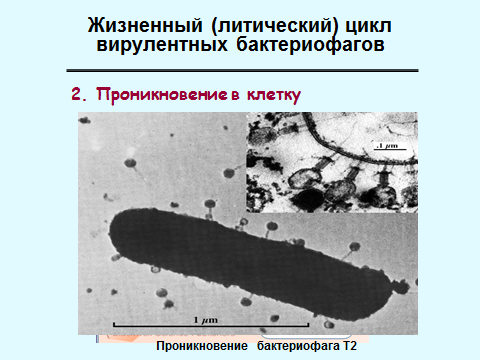 Жизненный (литический) цикл
вирулентных бактериофагов
2. Проникновение в клетку
.1 μm
1 μm
Проникновение бактериофага Т2